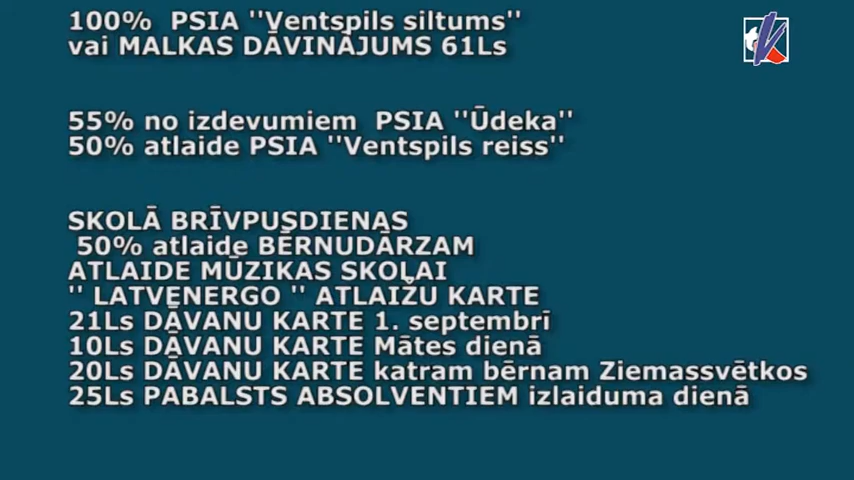 100% PSIA ''Ventspils siltums''
vai MALKAS DĀVINĀJUMS 61Ls
55% no izdevumiem PSIA ''Ūdeka''
50% atlaide PSIA ''Ventspils reiss''
SKOLĀ BRĪVPUSDIENAS
50% atlaide BĒRNUDĀRZAM
ATLAIDE MŪZIKAS SKOLAI
'' LATVENERGO '' ATLAIŽU KARTE
21Ls DĀVANU KARTE 1. septembrī
10Ls DĀVANU KARTE Mātes dienā
20Ls DĀVANU KARTE katram bērnam Ziemassvētkos
25Ls PABALSTS ABSOLVENTIEM izlaiduma dienā